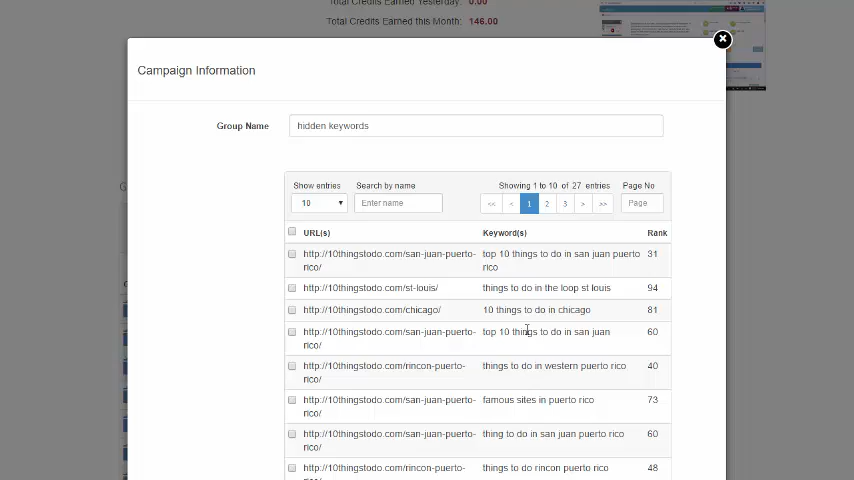 Total Credits Earned Yesterday: 0.00
Total Credits Earned this Month: 146.00
Campaign Information
Group Name hidden keywords
Show entries Search by name Showing 1 to 10 of 27 entries Page No
10 Enter name << < 1 2 3 > >> Page
URL(s) Keyword(s) Rank
http://10thingstodo.com/san-juan-puerto- top 10 things to do in san juan puerto 31
rico/ rico
http://10thingstodo.com/st-louis/ things to do in the loop st louis 94
http://10thingstodo.com/chicago/ 10 things to do in chicago 81
http://10thingstodo.com/san-juan-puerto- top 10 things to do in san juan 60
rico/
http://10thingstodo.com/rincon-puerto- things to do in western puerto rico 40
rico/
http://10thingstodo.com/san-juan-puerto- famous sites in puerto rico 73
rico/
http://10thingstodo.com/san-juan-puerto- thing to do in san juan puerto rico 60
rico/
http://10thingstodo.com/rincon-puerto- things to do rincon puerto rico 48